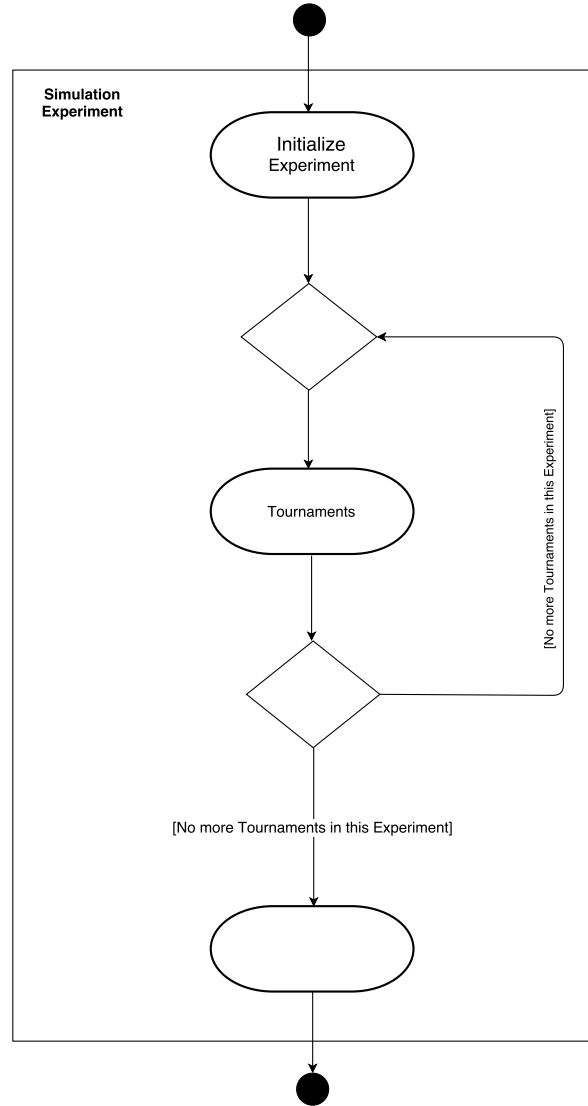 Simulation
Experiment
Initialize
Experiment
[No more Tournaments in this Experiment]
Tournaments
[No more Tournaments in this Experiment]